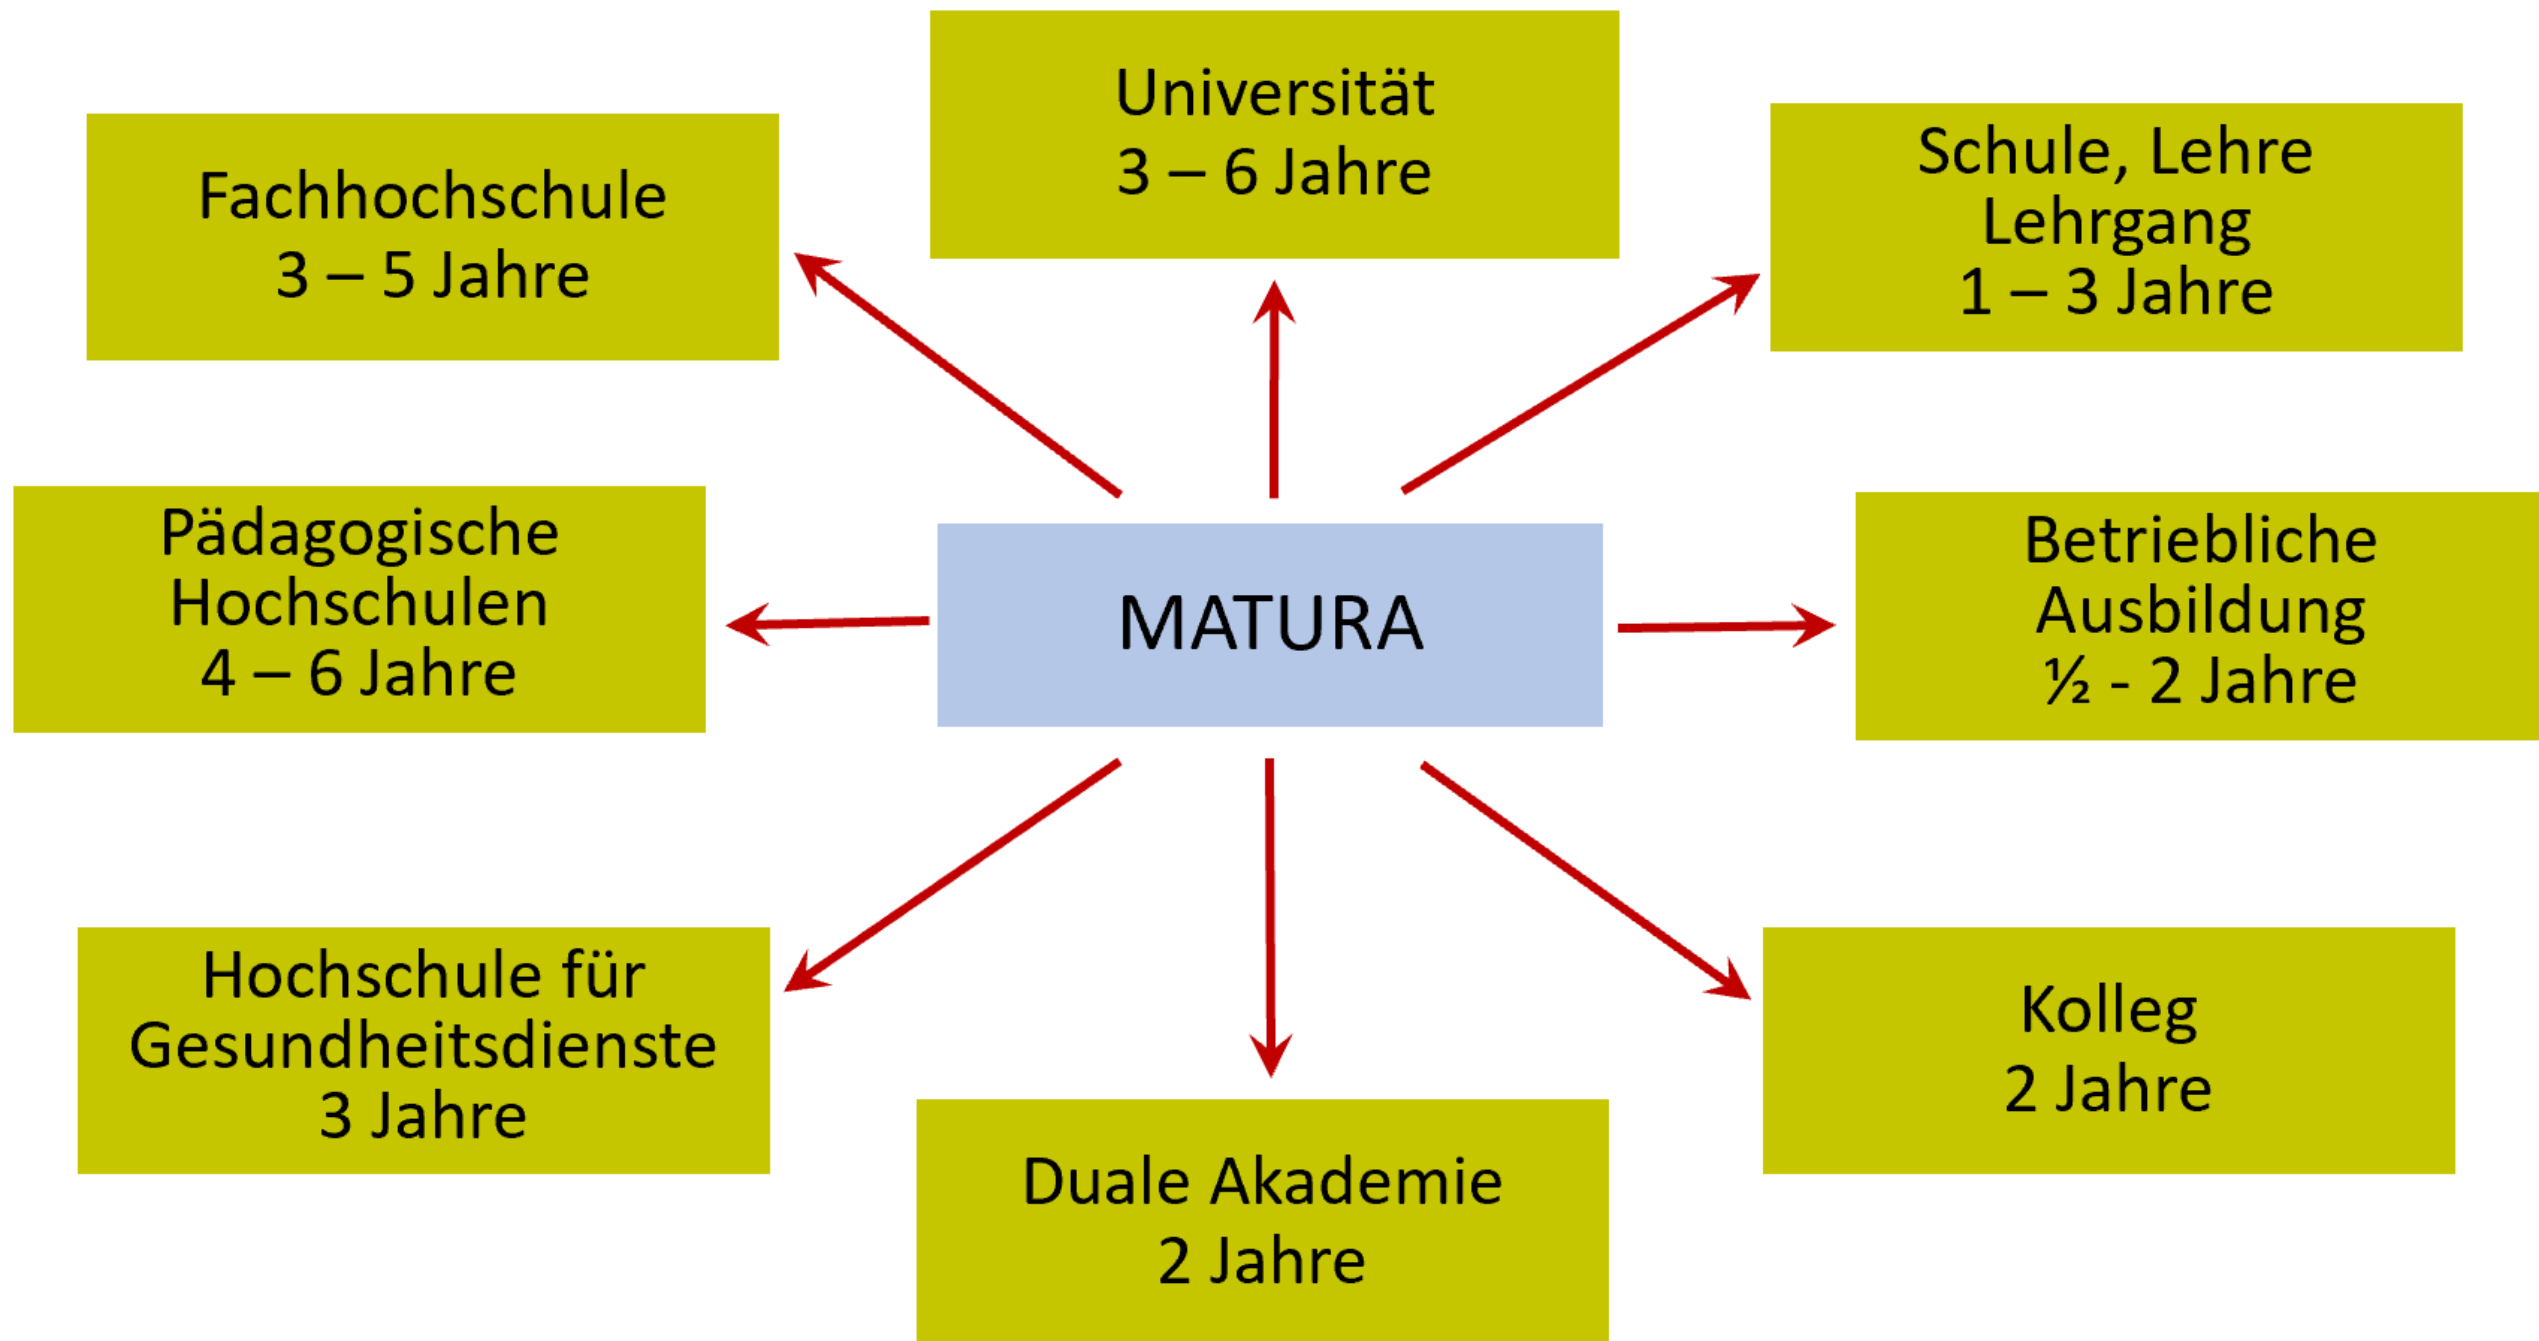 Universität
3 – 6 Jahre
Fachhochschule
3 – 5 Jahre
Schule, Lehre
Lehrgang
1 – 3 Jahre
Pädagogische
Hochschulen
4 – 6 Jahre
MATURA
Betriebliche
Ausbildung
½ - 2 Jahre
Hochschule für
Gesundheitsdienste
3 Jahre
Duale Akademie
2 Jahre
Kolleg
2 Jahre